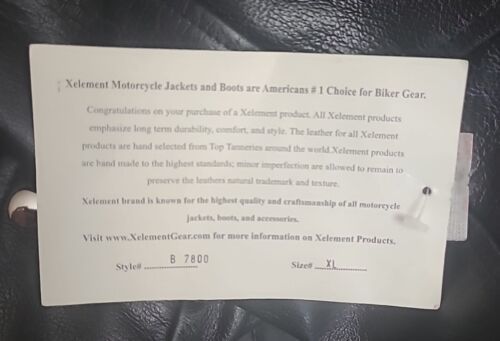 Xelement Motorcycle Jackets and Boots are Americans # 1 Choice for Biker Gear.
Congratulations on your purchase of a Xelement product. All Xelement products
emphasize long term durability, comfort, and style. The leather for all Xelement
products are hand selected from Top Tanneries around the world.Xelement products
are hand made to the highest standards; minor imperfection are allowed to remain to
preserve the leathers natural trademark and texture.
Xelement brand is known for the highest quality and craftsmanship of all motorcycle
jackets, boots, and accessories.
Visit www.XelementGear.com for more information on Xelement Products.
Style# B 7800 Size# XL